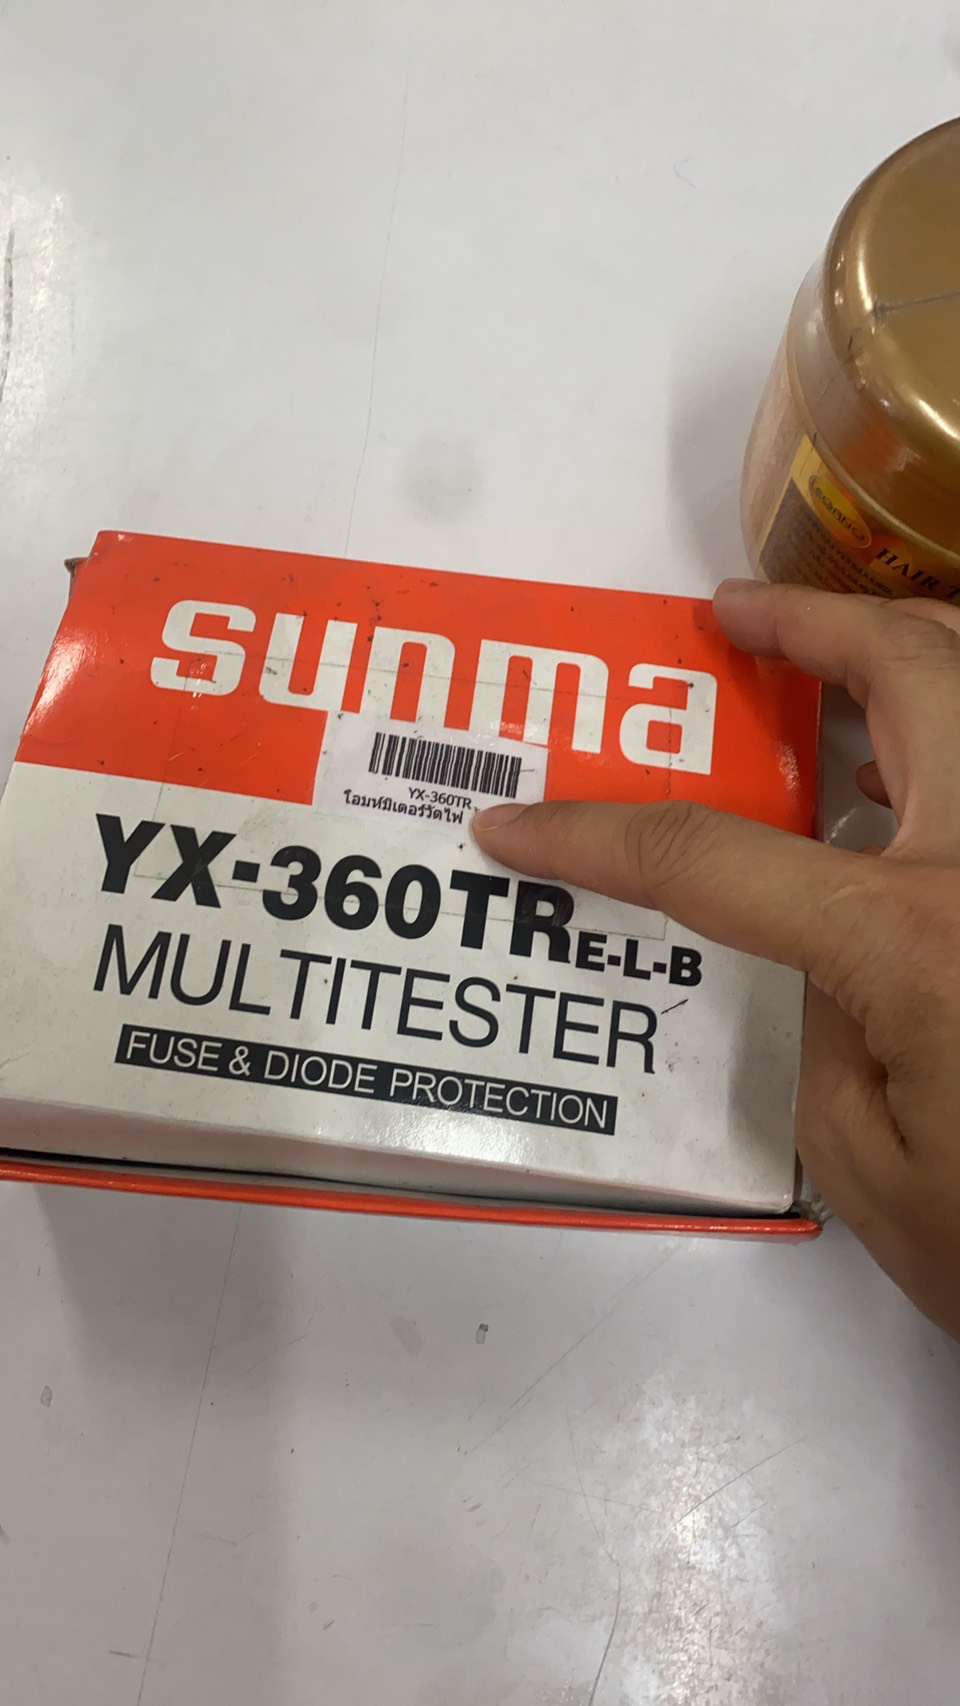 sunma
YX-360TR
โอมห์มิเตอร์วัดไฟ
YX-360TRE-L-B
MULTITESTER
FUSE & DIODE PROTECTION
HAIR